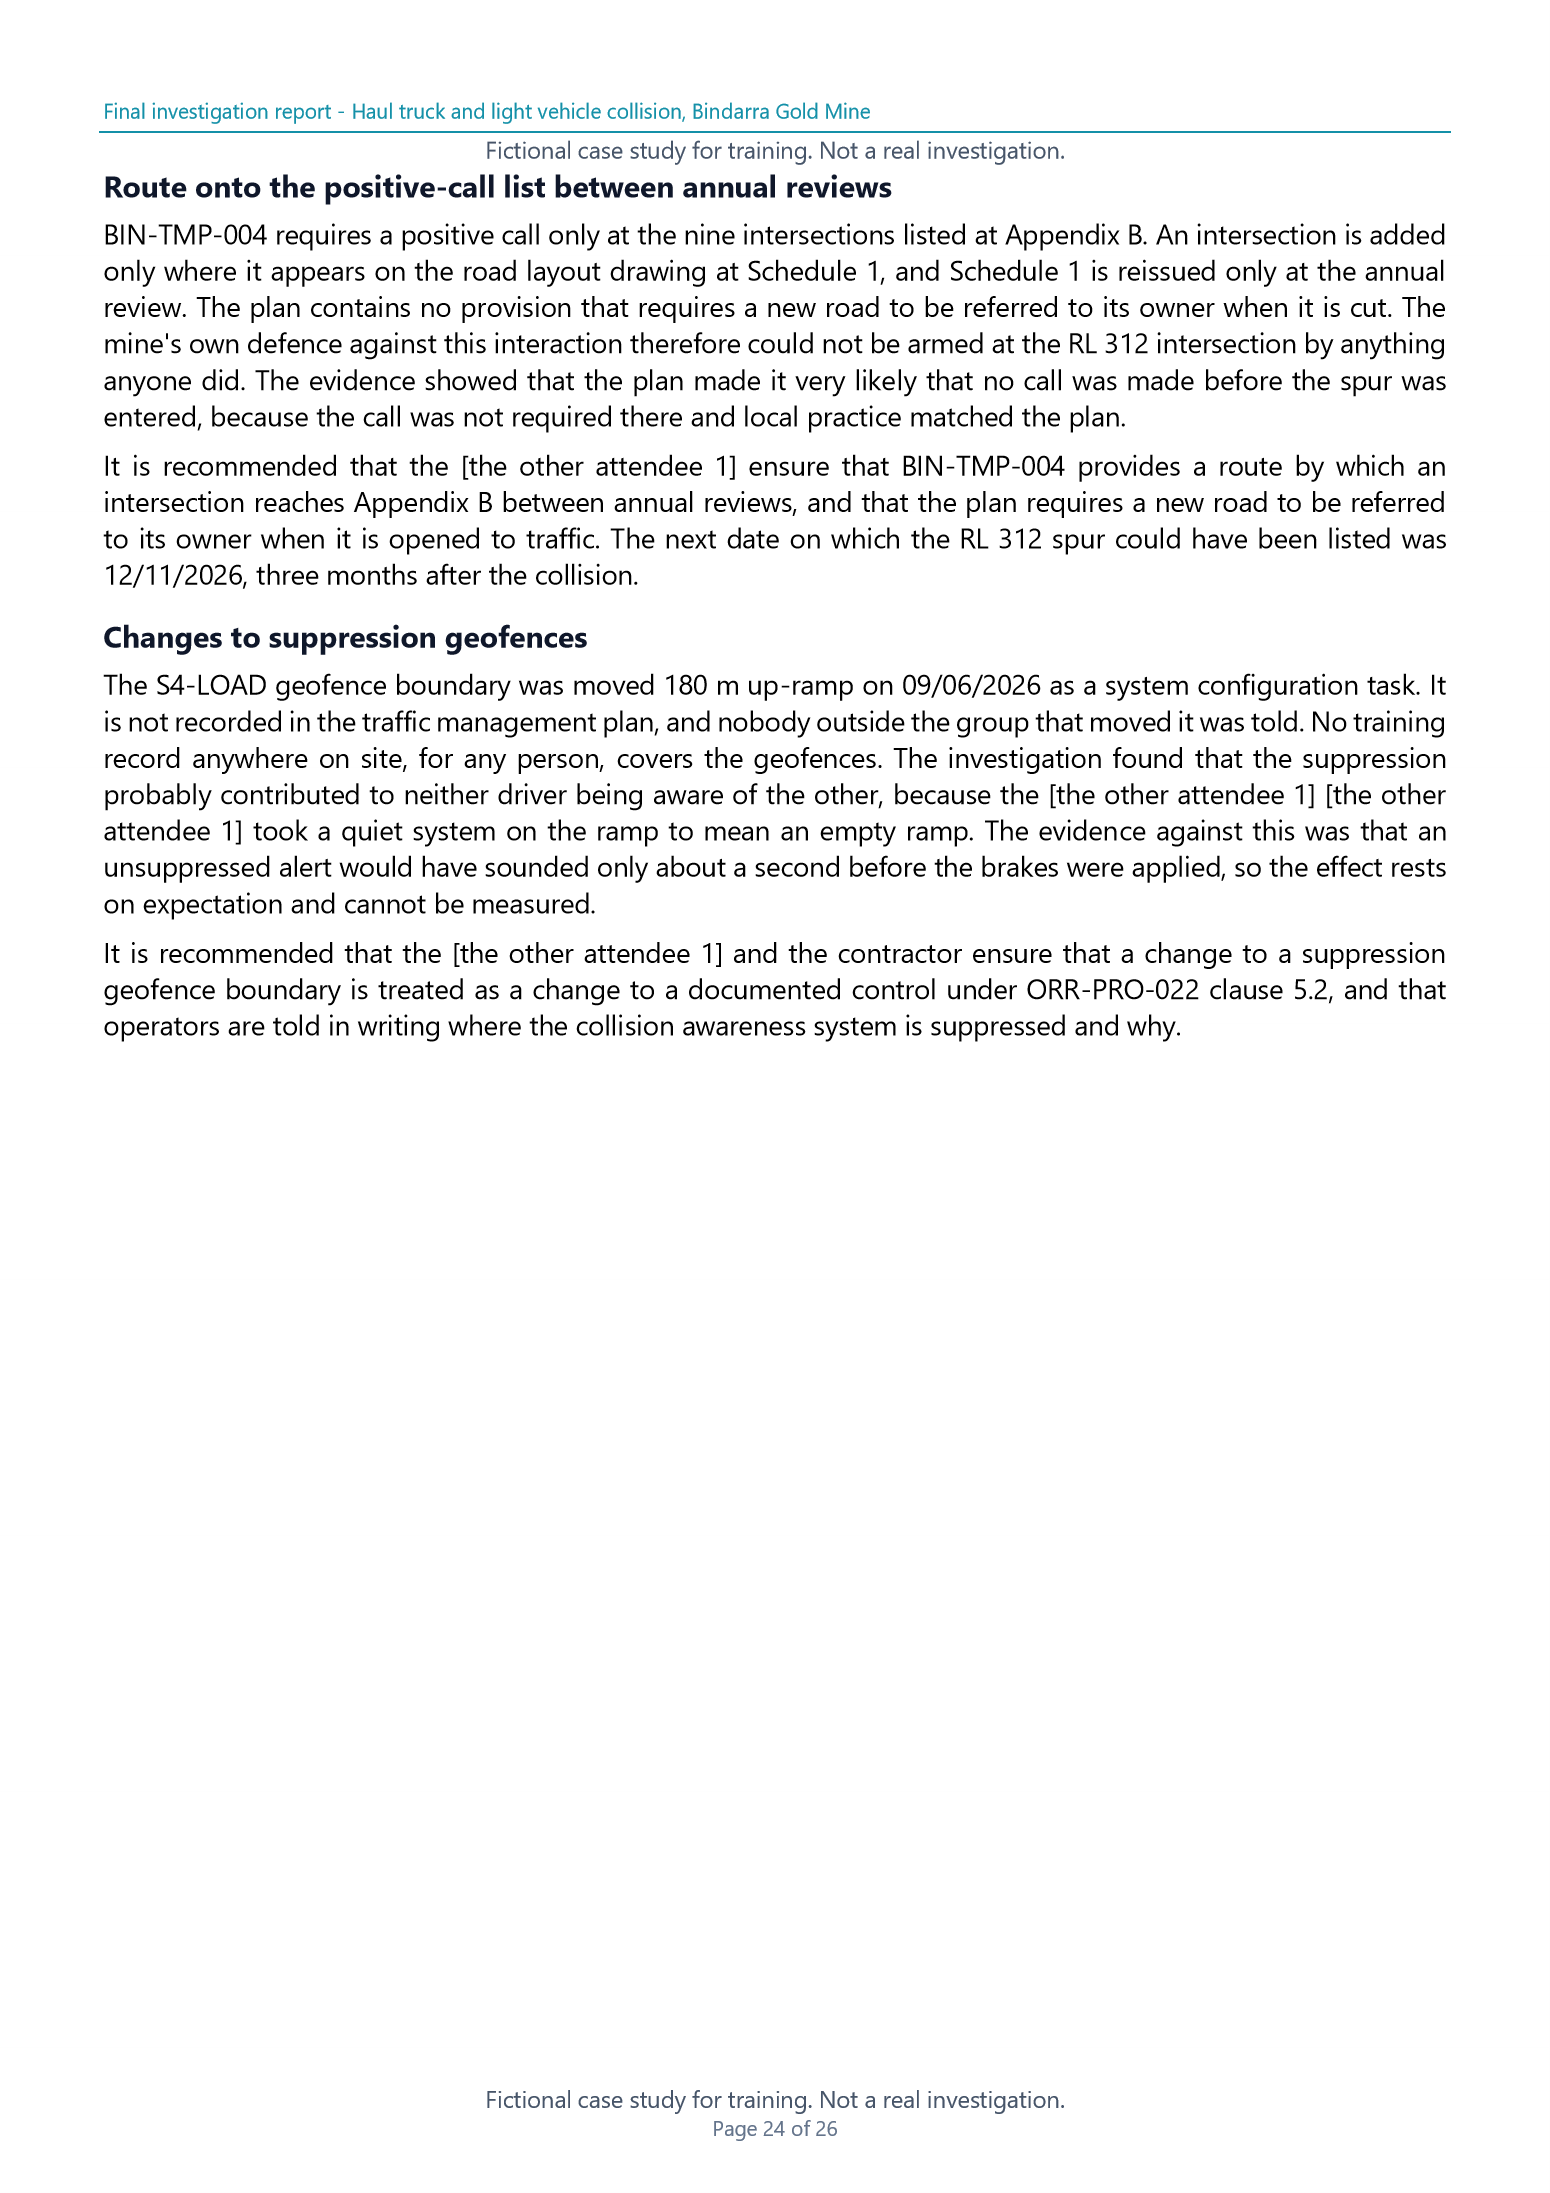 Final investigation report - Haul truck and light vehicle collision, Bindarra Gold Mine
Fictional case study for training. Not a real investigation.
Route onto the positive-call list between annual reviews
BIN-TMP-004 requires a positive call only at the nine intersections listed at Appendix B. An intersection is added
only where it appears on the road layout drawing at Schedule 1, and Schedule 1 is reissued only at the annual
review. The plan contains no provision that requires a new road to be referred to its owner when it is cut. The
mine's own defence against this interaction therefore could not be armed at the RL 312 intersection by anything
anyone did. The evidence showed that the plan made it very likely that no call was made before the spur was
entered, because the call was not required there and local practice matched the plan.
It is recommended that the [the other attendee 1] ensure that BIN-TMP-004 provides a route by which an
intersection reaches Appendix B between annual reviews, and that the plan requires a new road to be referred
to its owner when it is opened to traffic. The next date on which the RL 312 spur could have been listed was
12/11/2026, three months after the collision.
Changes to suppression geofences
The S4-LOAD geofence boundary was moved 180 m up-ramp on 09/06/2026 as a system configuration task. It
is not recorded in the traffic management plan, and nobody outside the group that moved it was told. No training
record anywhere on site, for any person, covers the geofences. The investigation found that the suppression
probably contributed to neither driver being aware of the other, because the [the other attendee 1] [the other
attendee 1] took a quiet system on the ramp to mean an empty ramp. The evidence against this was that an
unsuppressed alert would have sounded only about a second before the brakes were applied, so the effect rests
on expectation and cannot be measured.
It is recommended that the [the other attendee 1] and the contractor ensure that a change to a suppression
geofence boundary is treated as a change to a documented control under ORR-PRO-022 clause 5.2, and that
operators are told in writing where the collision awareness system is suppressed and why.
Fictional case study for training. Not a real investigation.
Page 24 of 26